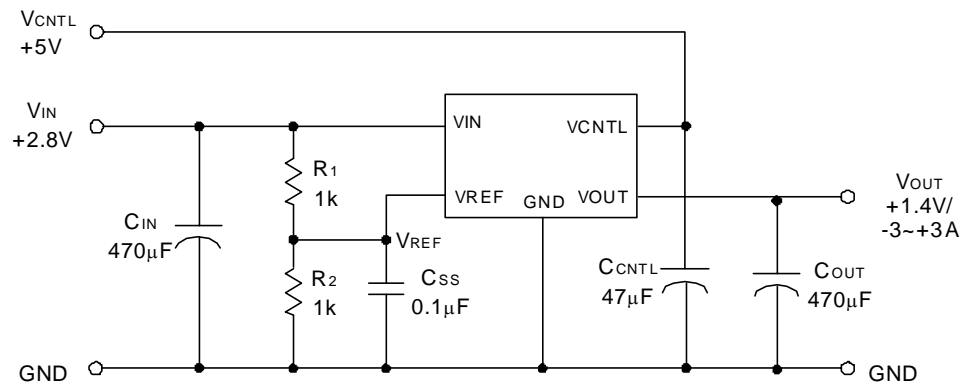 VCNTL
+5V
VIN
+2.8V
VIN
VCNTL
R1
1k
VREF
GND
VOUT
VOUT
+1.4V/
-3~+3A
CIN
470µF
VREF
R2
1k
CSS
0.1µF
CCNTL
47µF
COUT
470µF
GND
GND